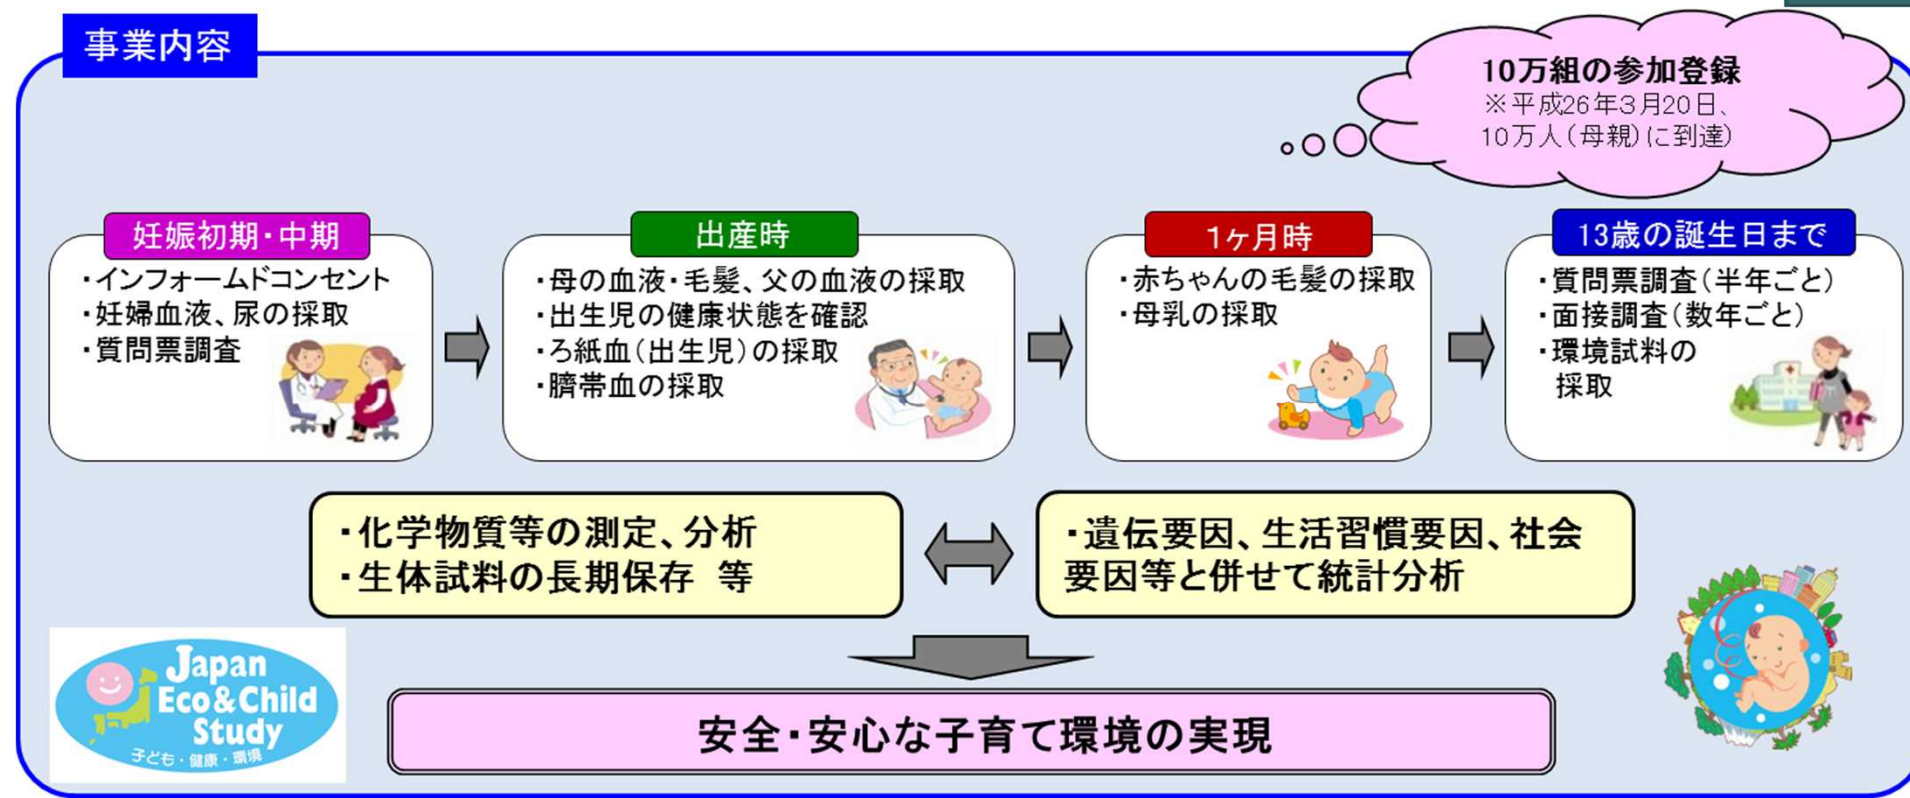 事業内容
10万組の参加登録
※平成26年3月20日、
10万人(母親)に到達)
妊娠初期・中期
・インフォームドコンセント
・妊婦血液、尿の採取
・質問票調査
出産時
・母の血液・毛髪、父の血液の採取
・出生児の健康状態を確認
・ろ紙血(出生児)の採取
・臍帯血の採取
1ヶ月時
・赤ちゃんの毛髪の採取
・母乳の採取
13歳の誕生日まで
・質問票調査(半年ごと)
・面接調査(数年ごと)
・環境試料の
採取
・化学物質等の測定、分析
・生体試料の長期保存 等
・遺伝要因、生活習慣要因、社会
要因等と併せて統計分析
Japan
Eco&Child
Study
子ども・健康・環境
安全・安心な子育て環境の実現